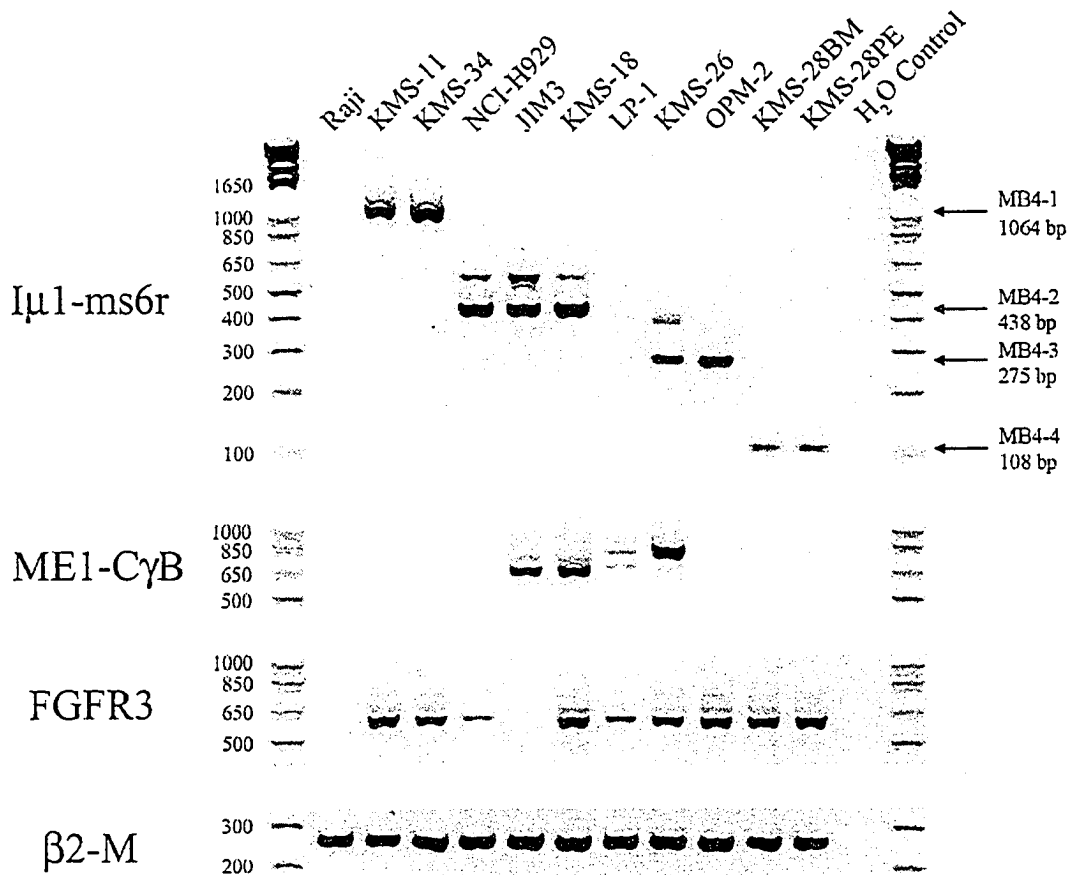 Raji
KMS-11
KMS-34
NCI-H929
JIM3
KMS-18
LP-1
KMS-26
OPM-2
KMS-28BM
KMS-28PE
H₂O Control
Iμ1-ms6r
1650
1000
850
650
500
400
300
200
100
MB4-1
1064 bp
MB4-2
438 bp
MB4-3
275 bp
MB4-4
108 bp
ME1-CγB
1000
850
650
500
FGFR3
1000
850
650
500
β2-M
300
200